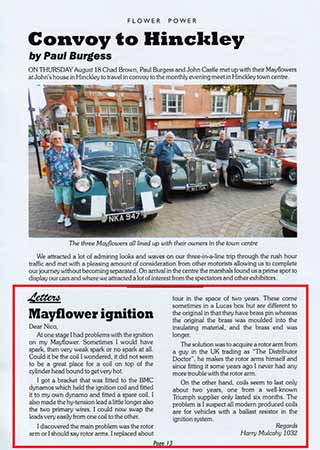 FLOWER POWER
Convoy to Hinckley
by Paul Burgess
ON THURSDAY August 18 Chad Brown, Paul Burgess and John Castle met up with their Mayflowers
at John's house in Hinckley to travel in convoy to the monthly evening meet in Hinckley town centre.
NKA 947
The three Mayflowers all lined up with their owners in the town centre
We attracted a lot of admiring looks and waves on our three-in-a-line trip through the rush hour
traffic and met with a pleasing amount of consideration from other motorists allowing us to complete
our journey without becoming separated. On arrival in the centre the marshals found us a prime spot to
display our cars and where we attracted a lot of interest from the spectators and other exhibitors.
Letters
Mayflower ignition
Dear Nico,
At one stage I had problems with the ignition
on my Mayflower. Sometimes I would have
spark, then very weak spark or no spark at all.
Could it be the coil I wondered, it did not seem
to be a great place for a coil on top of the
cylinder head bound to get very hot.
I got a bracket that was fitted to the BMC
dynamos which held the ignition coil and fitted
it to my own dynamo and fitted a spare coil. I
also made the hy-tension lead a little longer also
the two primary wires. I could now swap the
leads very easily from one coil to the other.
I discovered the main problem was the rotor
arm or I should say rotor arms. I replaced about
four in the space of two years. These come
sometimes in a Lucas box but are different to
the original in that they have brass pin whereas
the original the brass was moulded into the
insulating material, and the brass end was
longer.
The solution was to purchase a rotor arm from
a guy in the UK trading as "The Distributor
Doctor", he makes the rotor arms himself and
since fitting it some years ago I never had any
more trouble with the rotor arm.
On the other hand, coils seem to last only
about two years, one from a well-known
Triumph supplier only lasted six months. The
problem is I suspect all modern produced coils
are for vehicles with a ballast resistor in the
ignition system.
Regards
Harry Mulcahy 1032
Page 13